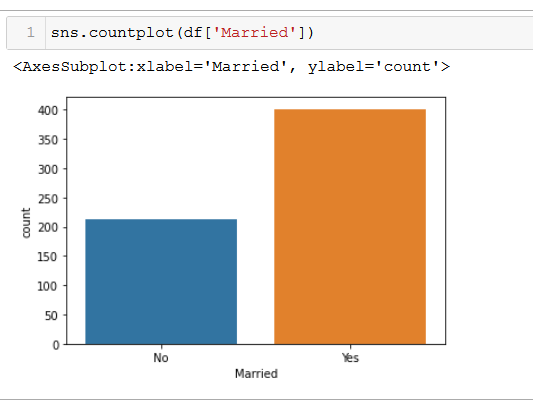 1 sns.countplot(df['Married'])
<AxesSubplot:xlabel='Married', ylabel='count'>
400
350
300
250
200
150
100
50
0
count
No Yes
Married